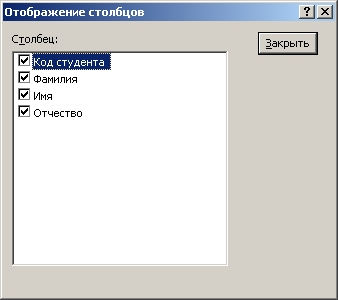 Отображение столбцов
Столбец:
Закрыть
Код студента
Фамилия
Имя
Отчество